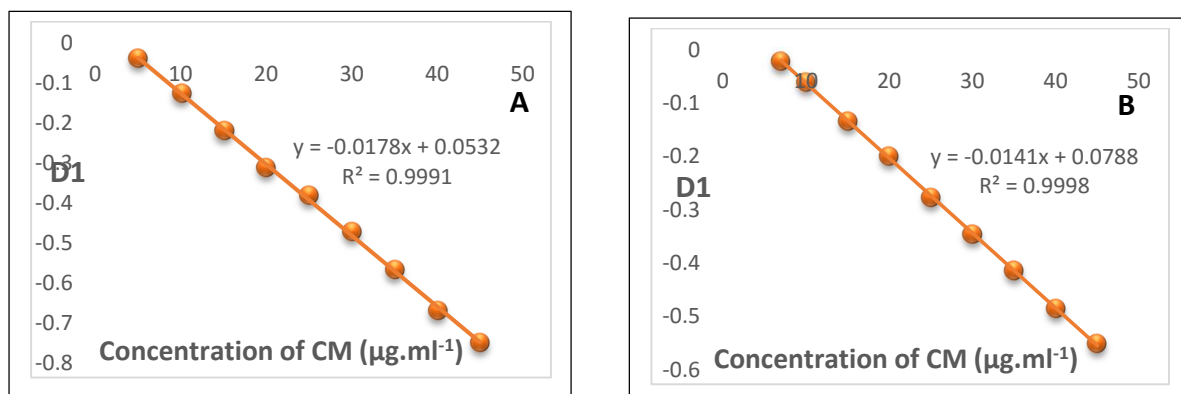 0
0 10 20 30 40 50
-0.1
A
y = -0.0178x + 0.0532
-0.2
R² = 0.9991
-0.3
D1
-0.4
-0.5
-0.6
-0.7
-0.8
Concentration of CM (µg.ml⁻¹)
0
0 10 20 30 40 50
-0.1
B
y = -0.0141x + 0.0788
-0.2
R² = 0.9998
D1
-0.3
-0.4
-0.5
-0.6
Concentration of CM (µg.ml⁻¹)